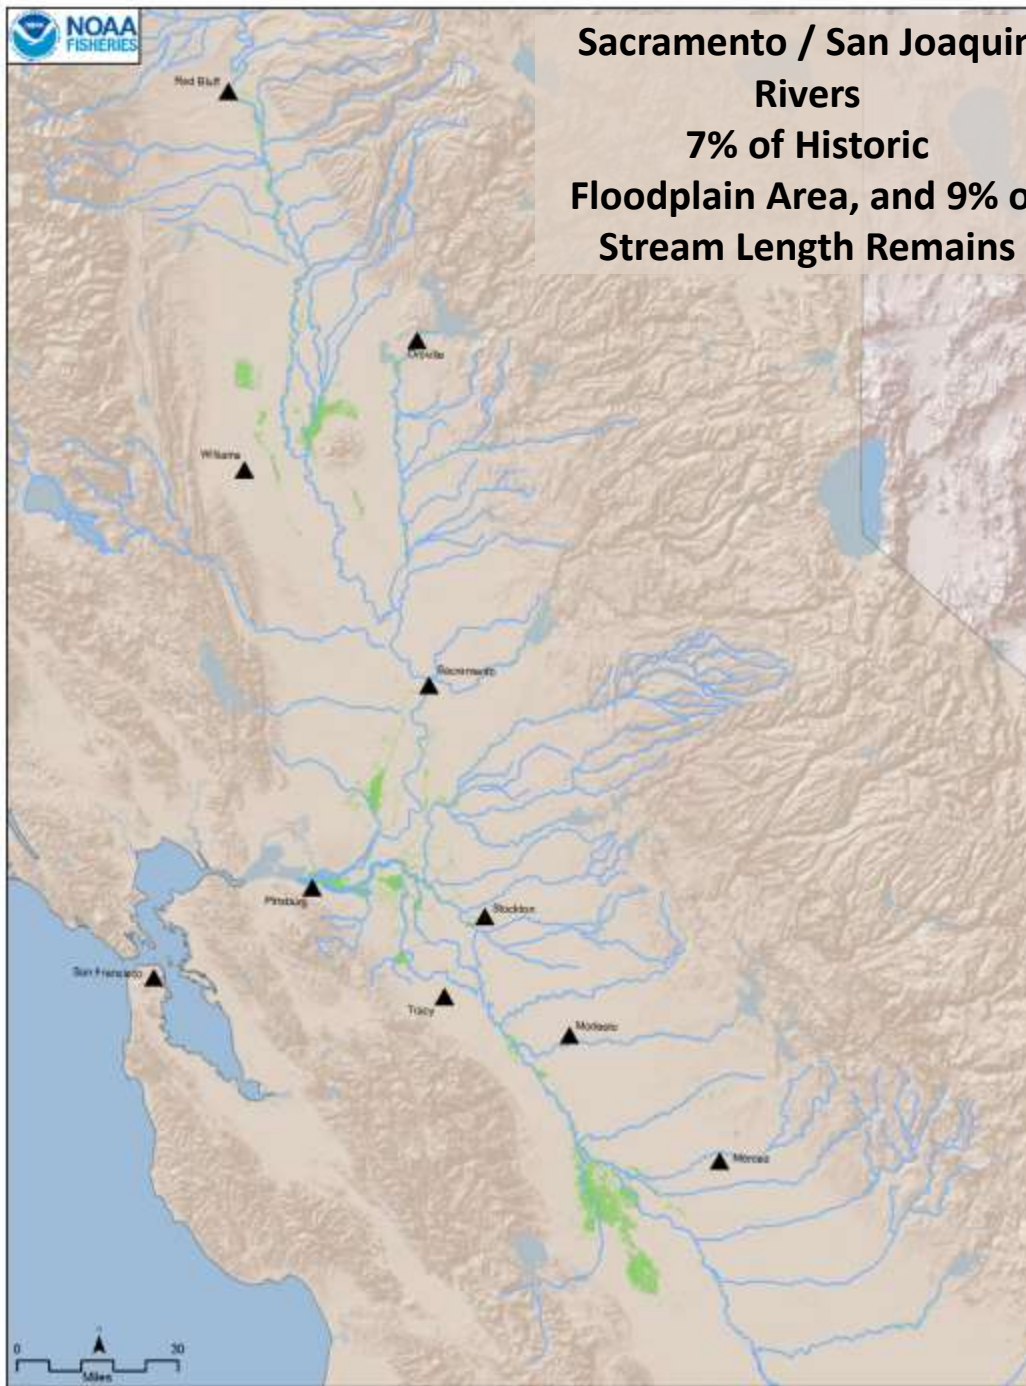 NOAA
FISHERIES
Sacramento / San Joaquin
Rivers
7% of Historic
Floodplain Area, and 9% o
Stream Length Remains
Red Bluff
Oroville
Williams
Sacramento
Pittsburg
Stockton
San Francisco
Tracy
Modesto
Merced
0 30
Miles